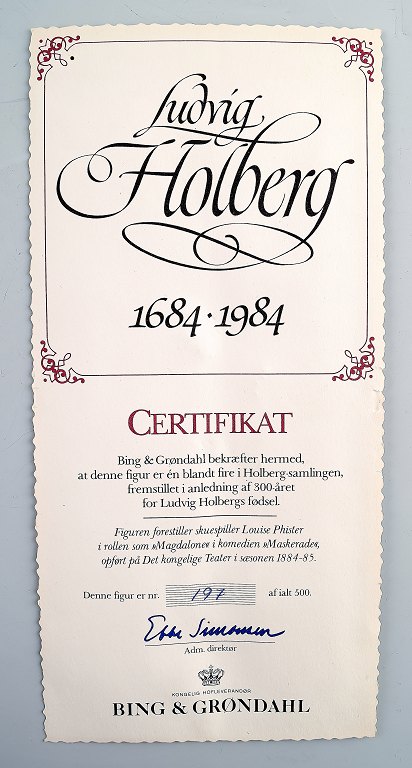 Ludvig
Holberg
1684·1984
CERTIFIKAT
Bing & Grøndahl bekræfter hermed,
at denne figur er én blandt fire i Holberg-samlingen,
fremstillet i anledning af 300-året
for Ludvig Holbergs fødsel.
Figuren forestiller skuespiller Louise Phister
i rollen som »Magdalone« i komedien »Maskerade«,
opført på Det kongelige Teater i sæsonen 1884-85.
Denne figur er nr. 197 af ialt 500.
Ebbe Simonsen
Adm. direktør
KONGELIG HOFLEVERANDØR
BING & GRØNDAHL